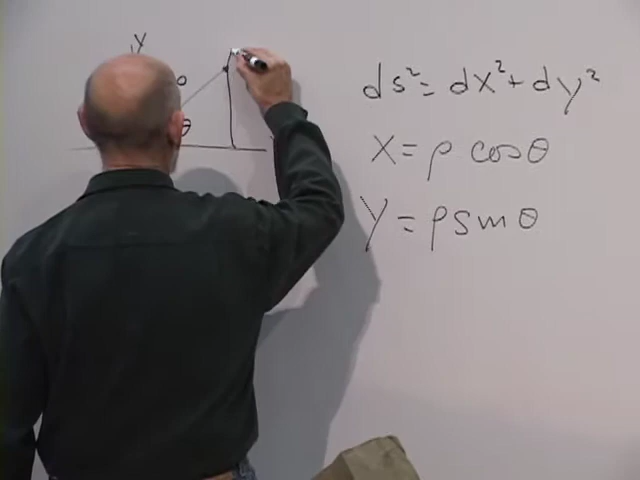 y
ρ
θ
ds² = dx² + dy²
x = ρ cos θ
y = ρ sin θ